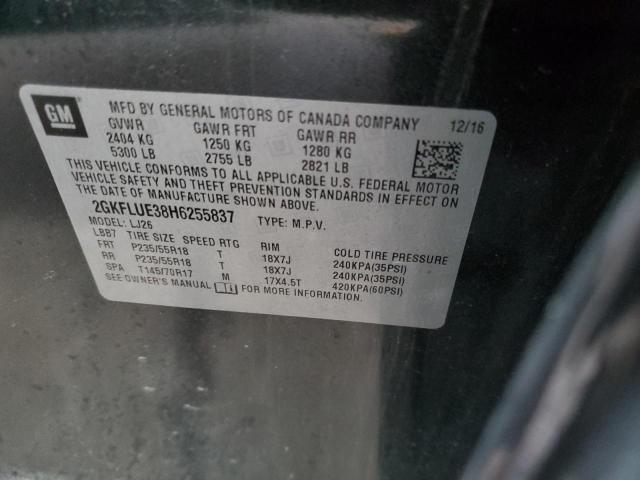 GM
MFD BY GENERAL MOTORS OF CANADA COMPANY 12/16
GVWR GAWR FRT GAWR RR
2404 KG 1250 KG 1280 KG
5300 LB 2755 LB 2821 LB
THIS VEHICLE CONFORMS TO ALL APPLICABLE U.S. FEDERAL MOTOR
VEHICLE SAFETY AND THEFT PREVENTION STANDARDS IN EFFECT ON
THE DATE OF MANUFACTURE SHOWN ABOVE.
2GKFLUE38H6255837 TYPE: M.P.V.
MODEL: LJ26
LBB7 TIRE SIZE SPEED RTG RIM COLD TIRE PRESSURE
FRT P235/55R18 T 18X7J 240KPA(35PSI)
RR P235/55R18 T 18X7J 240KPA(35PSI)
SPA T145/70R17 M 17X4.5T 420KPA(60PSI)
SEE OWNER'S MANUAL FOR MORE INFORMATION.